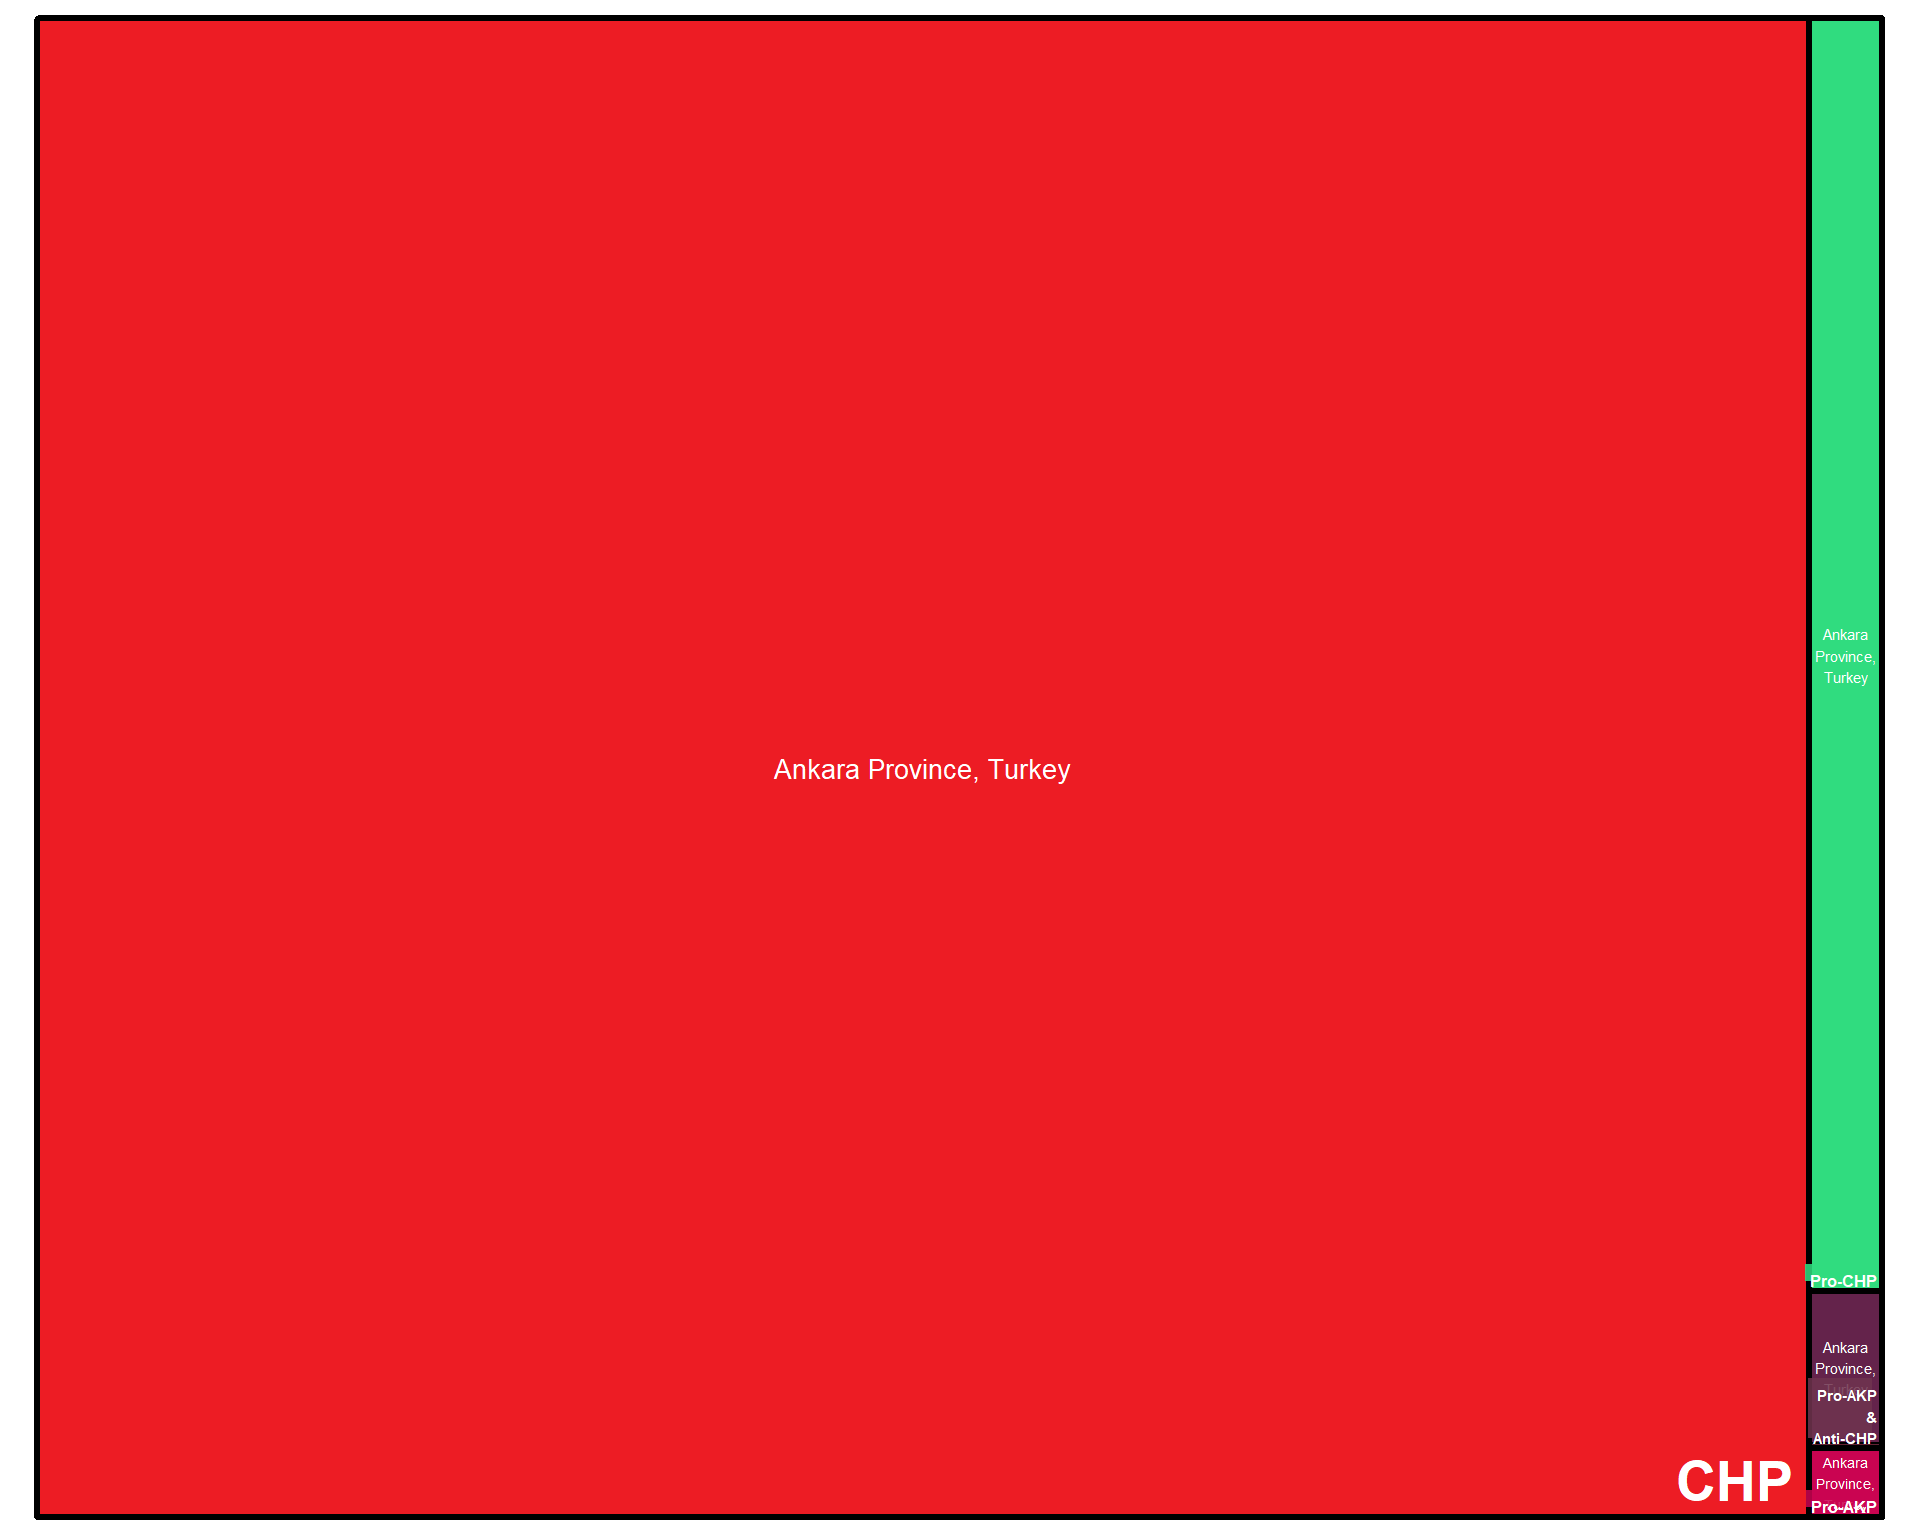 Ankara Province, Turkey
CHP
Ankara
Province,
Turkey
Pro-CHP
Ankara
Province,
Pro-AKP
&
Anti-CHP
Ankara
Province,
Pro-AKP